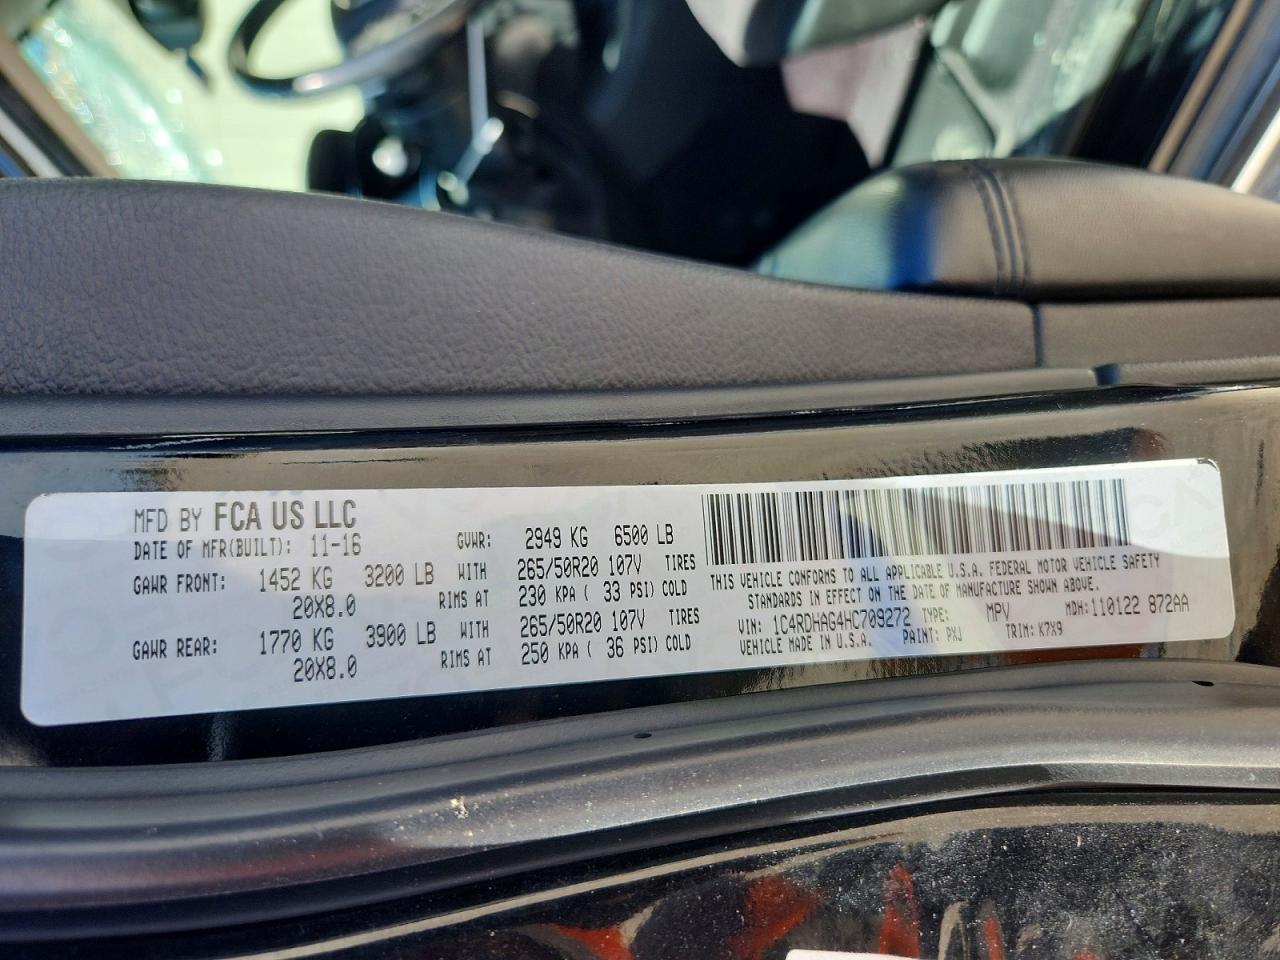 MFD BY FCA US LLC
DATE OF MFR(BUILT): 11-16 GVWR: 2949 KG 6500 LB
GAWR FRONT: 1452 KG 3200 LB WITH 265/50R20 107V TIRES
20X8.0 RIMS AT 230 KPA ( 33 PSI) COLD
GAWR REAR: 1770 KG 3900 LB WITH 265/50R20 107V TIRES
20X8.0 RIMS AT 250 KPA ( 36 PSI) COLD
THIS VEHICLE CONFORMS TO ALL APPLICABLE U.S.A. FEDERAL MOTOR VEHICLE SAFETY
STANDARDS IN EFFECT ON THE DATE OF MANUFACTURE SHOWN ABOVE.
VIN: 1C4RDHAG4HC709272 TYPE: MPV MDH: 110122 872AA
VEHICLE MADE IN U.S.A. PAINT: PXJ TRIM: K7X9